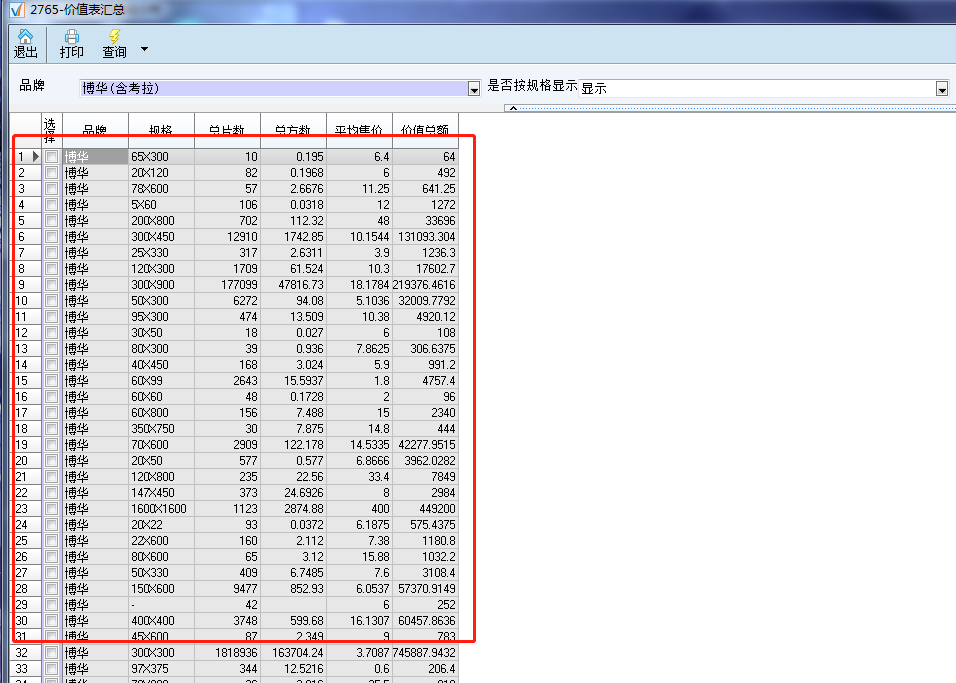 2765-价值表汇总
退出 打印 查询
品牌 博华(含考拉) 是否按规格显示 显示
选择 品牌 规格 总片数 总方数 平均售价 价值总额
1 博华 65X300 10 0.195 6.4 64
2 博华 20X120 82 0.1968 6 492
3 博华 78X600 57 2.6676 11.25 641.25
4 博华 5X60 106 0.0318 12 1272
5 博华 200X800 702 112.32 48 33696
6 博华 300X450 12910 1742.85 10.1544 131093.304
7 博华 25X330 317 2.6311 3.9 1236.3
8 博华 120X300 1709 61.524 10.3 17602.7
9 博华 300X900 177099 47816.73 18.1784 219376.4616
10 博华 50X300 6272 94.08 5.1036 32009.7792
11 博华 95X300 474 13.509 10.38 4920.12
12 博华 30X50 18 0.027 6 108
13 博华 80X300 39 0.936 7.8625 306.6375
14 博华 40X450 168 3.024 5.9 991.2
15 博华 60X99 2643 15.5937 1.8 4757.4
16 博华 60X60 48 0.1728 2 96
17 博华 60X800 156 7.488 15 2340
18 博华 350X750 30 7.875 14.8 444
19 博华 70X600 2909 122.178 14.5335 42277.9515
20 博华 20X50 577 0.577 6.8666 3962.0282
21 博华 120X800 235 22.56 33.4 7849
22 博华 147X450 373 24.6926 8 2984
23 博华 1600X1600 1123 2874.88 400 449200
24 博华 20X22 93 0.0372 6.1875 575.4375
25 博华 22X600 160 2.112 7.38 1180.8
26 博华 80X600 65 3.12 15.88 1032.2
27 博华 50X330 409 6.7485 7.6 3108.4
28 博华 150X600 9477 852.93 6.0537 57370.9149
29 博华 - 42 6 252
30 博华 400X400 3748 599.68 16.1307 60457.8636
31 博华 45X600 87 2.349 9 783
32 博华 300X300 1818936 163704.24 3.7087 745887.9432
33 博华 97X375 344 12.5216 0.6 206.4